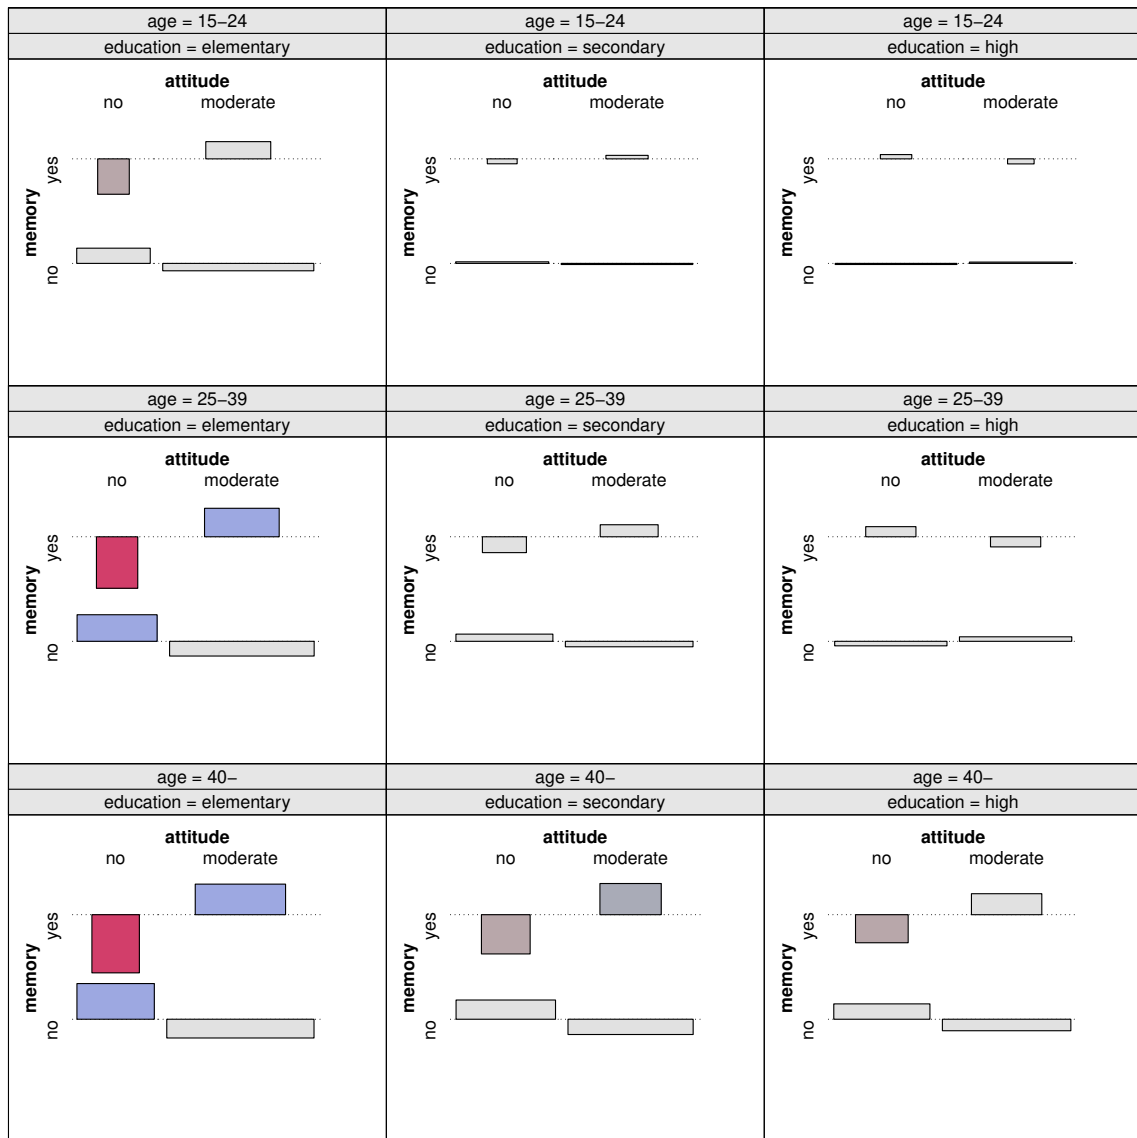 age = 15−24
education = elementary
attitude
no moderate
memory
yes
no
age = 15−24
education = secondary
attitude
no moderate
memory
yes
no
age = 15−24
education = high
attitude
no moderate
memory
yes
no
age = 25−39
education = elementary
attitude
no moderate
memory
yes
no
age = 25−39
education = secondary
attitude
no moderate
memory
yes
no
age = 25−39
education = high
attitude
no moderate
memory
yes
no
age = 40−
education = elementary
attitude
no moderate
memory
yes
no
age = 40−
education = secondary
attitude
no moderate
memory
yes
no
age = 40−
education = high
attitude
no moderate
memory
yes
no